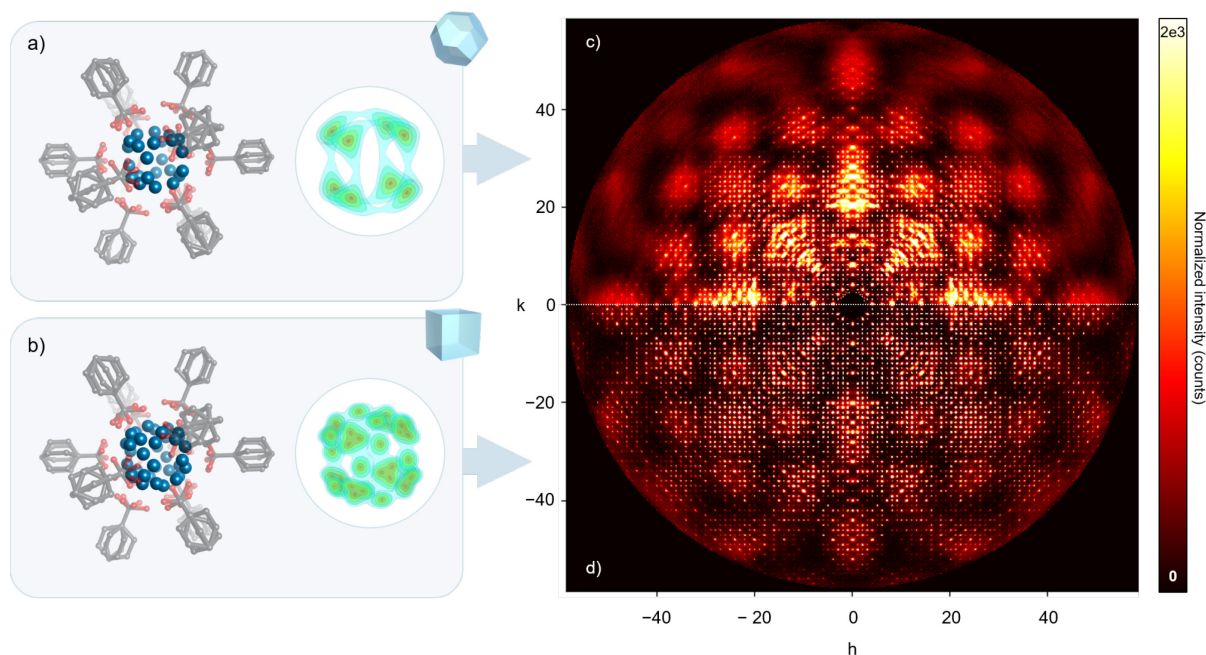 a)
b)
c)
d)
k
40
20
0
−20
−40
−40
− 20
0
20
40
h
2e3
0
Normalized intensity (counts)